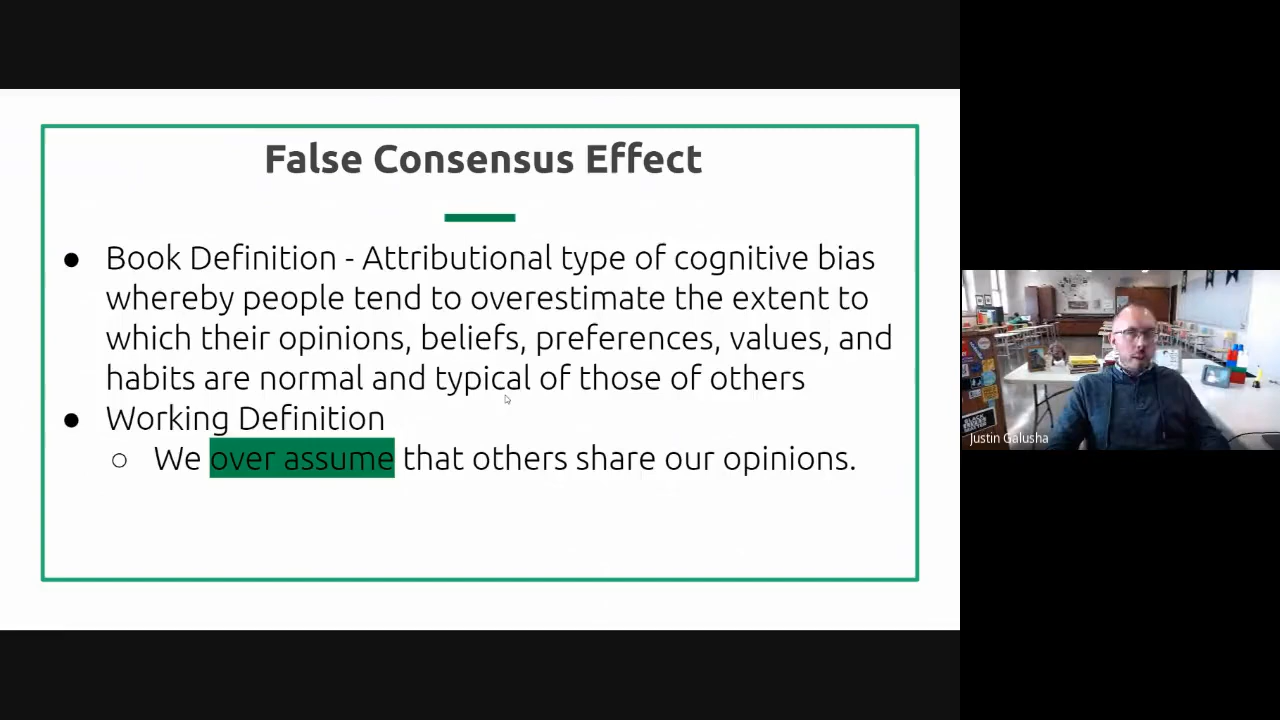 False Consensus Effect
● Book Definition - Attributional type of cognitive bias
whereby people tend to overestimate the extent to
which their opinions, beliefs, preferences, values, and
habits are normal and typical of those of others
● Working Definition
○ We over assume that others share our opinions.
Justin Galusha